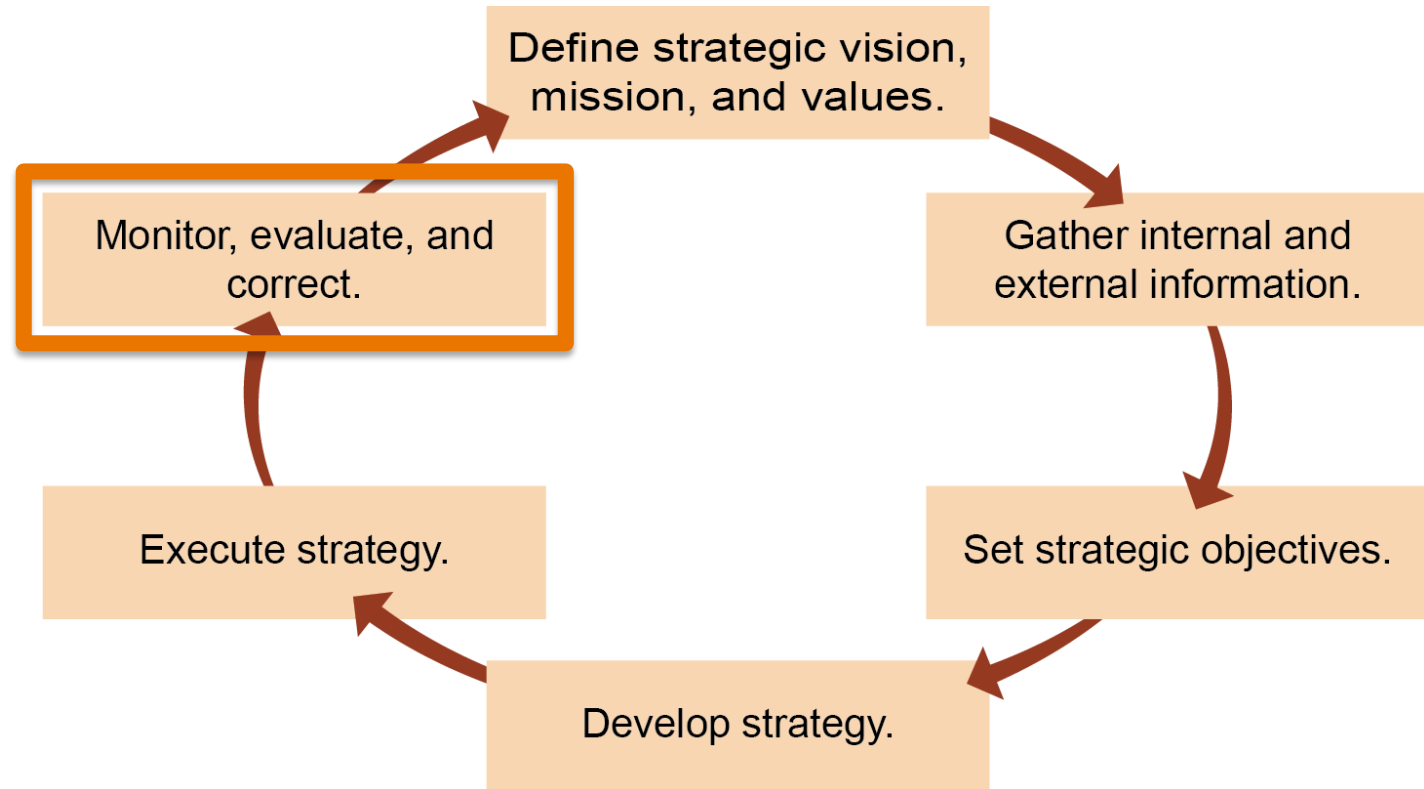 Define strategic vision,
mission, and values.
Gather internal and
external information.
Set strategic objectives.
Develop strategy.
Execute strategy.
Monitor, evaluate, and
correct.